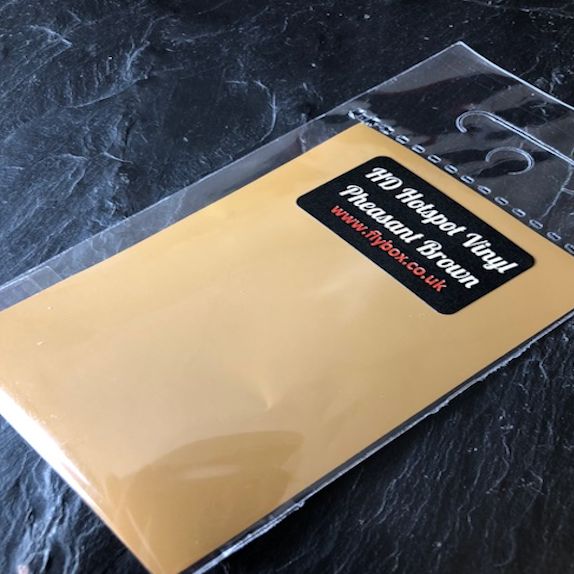 HD Hotspot Vinyl
Pheasant Brown
www.flybox.co.uk